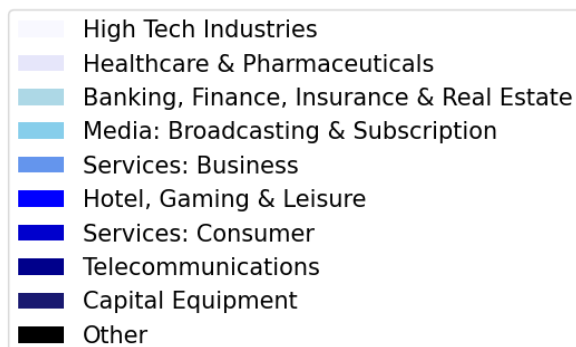 High Tech Industries
Healthcare & Pharmaceuticals
Banking, Finance, Insurance & Real Estate
Media: Broadcasting & Subscription
Services: Business
Hotel, Gaming & Leisure
Services: Consumer
Telecommunications
Capital Equipment
Other